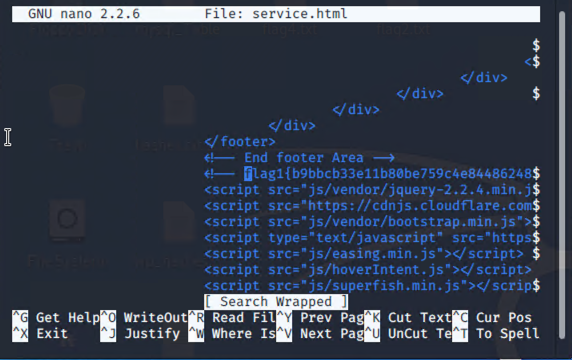 GNU nano 2.2.6 File: service.html
$
<$
</div>
</div> $
</div>
</div>
</footer>
<!-- End footer Area -->
<!-- flag1{b9bbcb33e11b80be759c4e84486248$
<script src="js/vendor/jquery-2.2.4.min.j$
<script src="https://cdnjs.cloudflare.com$
<script src="js/vendor/bootstrap.min.js">$
<script type="text/javascript" src="https$
<script src="js/easing.min.js"></script> $
<script src="js/hoverIntent.js"></script>
<script src="js/superfish.min.js"></scrip$
[ Search Wrapped ]
^G Get Help^O WriteOut^R Read Fil^Y Prev Pag^K Cut Text^C Cur Pos
^X Exit ^J Justify ^W Where Is^V Next Pag^U UnCut Te^T To Spell